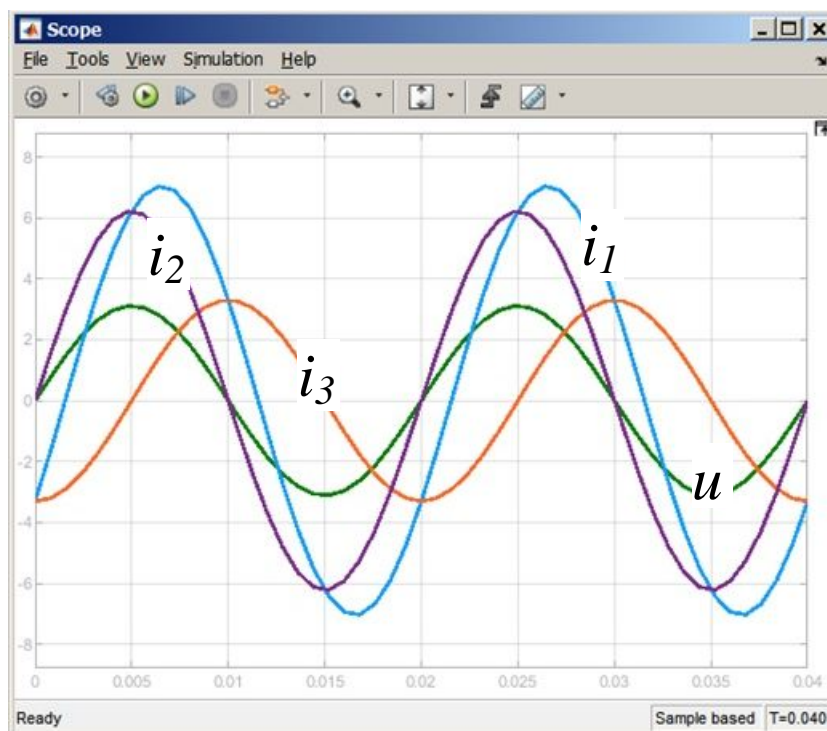 Scope
File Tools View Simulation Help
8
6
4
2
0
-2
-4
-6
-8
i2
i1
i3
u
0 0.005 0.01 0.015 0.02 0.025 0.03 0.035 0.04
Ready Sample based T=0.040